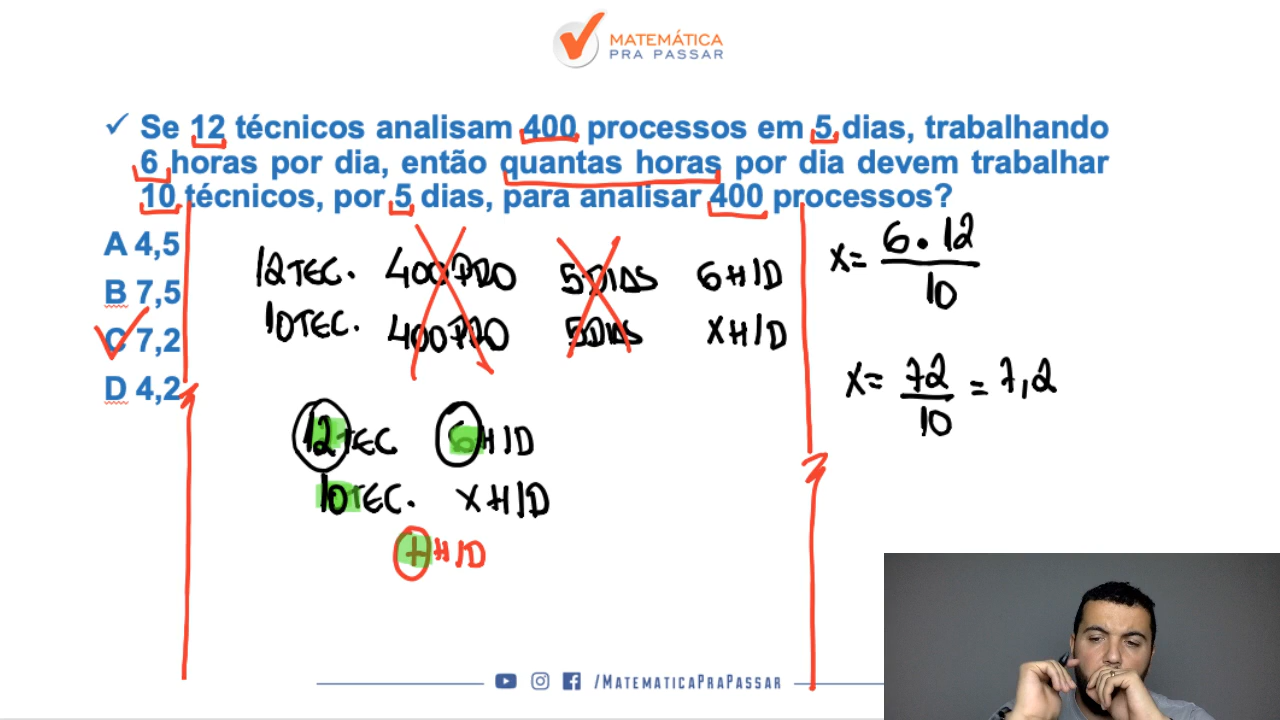 MATEMÁTICA
PRA PASSAR
✓ Se 12 técnicos analisam 400 processos em 5 dias, trabalhando
6 horas por dia, então quantas horas por dia devem trabalhar
10 técnicos, por 5 dias, para analisar 400 processos?
A 4,5
B 7,5
C 7,2
D 4,2
12TEC. 400PRO 5DIAS 6H/D
10TEC. 400PRO 5DIAS XH/D
12TEC 6H/D
10TEC. XH/D
+ H/D
X= 6 · 12
10
X= 72 = 7,2
10
/MatematicaPraPassar